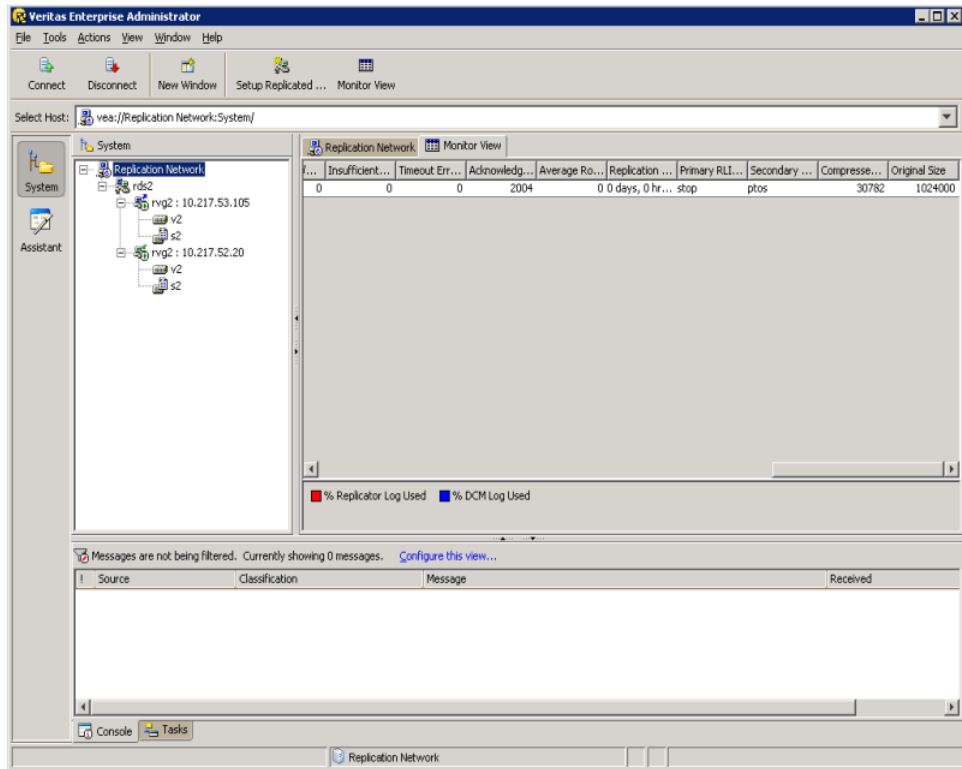 Veritas Enterprise Administrator
File Tools Actions View Window Help
Connect Disconnect New Window Setup Replicated ... Monitor View
Select Host: vea://Replication Network:System/
System
Assistant
System
Replication Network
rds2
rvg2 : 10.217.53.105
v2
s2
rvg2 : 10.217.52.20
v2
s2
Replication Network Monitor View
... Insufficient... Timeout Err... Acknowledg... Average Ro... Replication ... Primary RLI... Secondary ... Compresse... Original Size
0 0 0 2004 0 0 days, 0 hr... stop ptos 30782 1024000
% Replicator Log Used % DCM Log Used
Messages are not being filtered. Currently showing 0 messages. Configure this view...
! Source Classification Message Received
Console Tasks
Replication Network